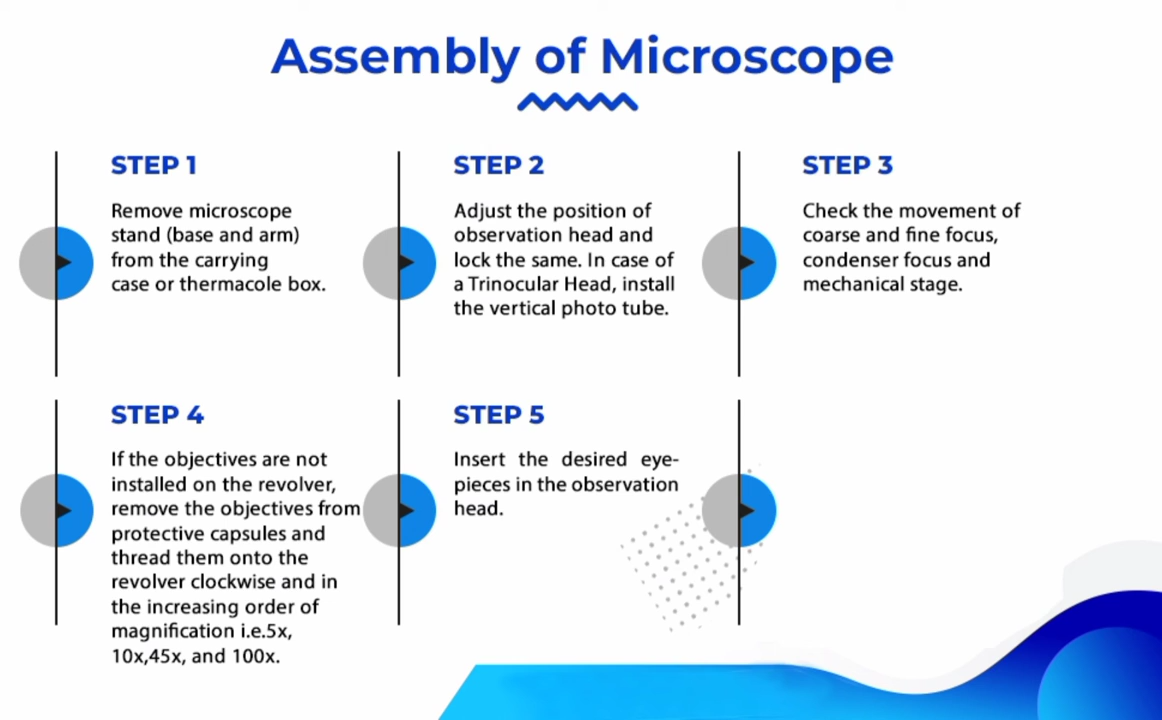 Assembly of Microscope
STEP 1
Remove microscope
stand (base and arm)
from the carrying
case or thermacole box.
STEP 2
Adjust the position of
observation head and
lock the same. In case of
a Trinocular Head, install
the vertical photo tube.
STEP 3
Check the movement of
coarse and fine focus,
condenser focus and
mechanical stage.
STEP 4
If the objectives are not
installed on the revolver,
remove the objectives from
protective capsules and
thread them onto the
revolver clockwise and in
the increasing order of
magnification i.e.5x,
10x,45x, and 100x.
STEP 5
Insert the desired eye-
pieces in the observation
head.